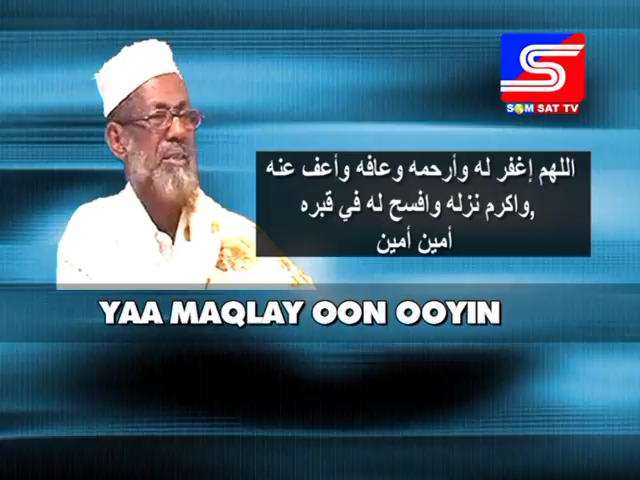 S
SOM SAT TV
اللهم إغفر له وأرحمه وعافه وأعف عنه
واكرم نزله وافسح له في قبره,
أمين أمين
YAA MAQLAY OON OOYIN